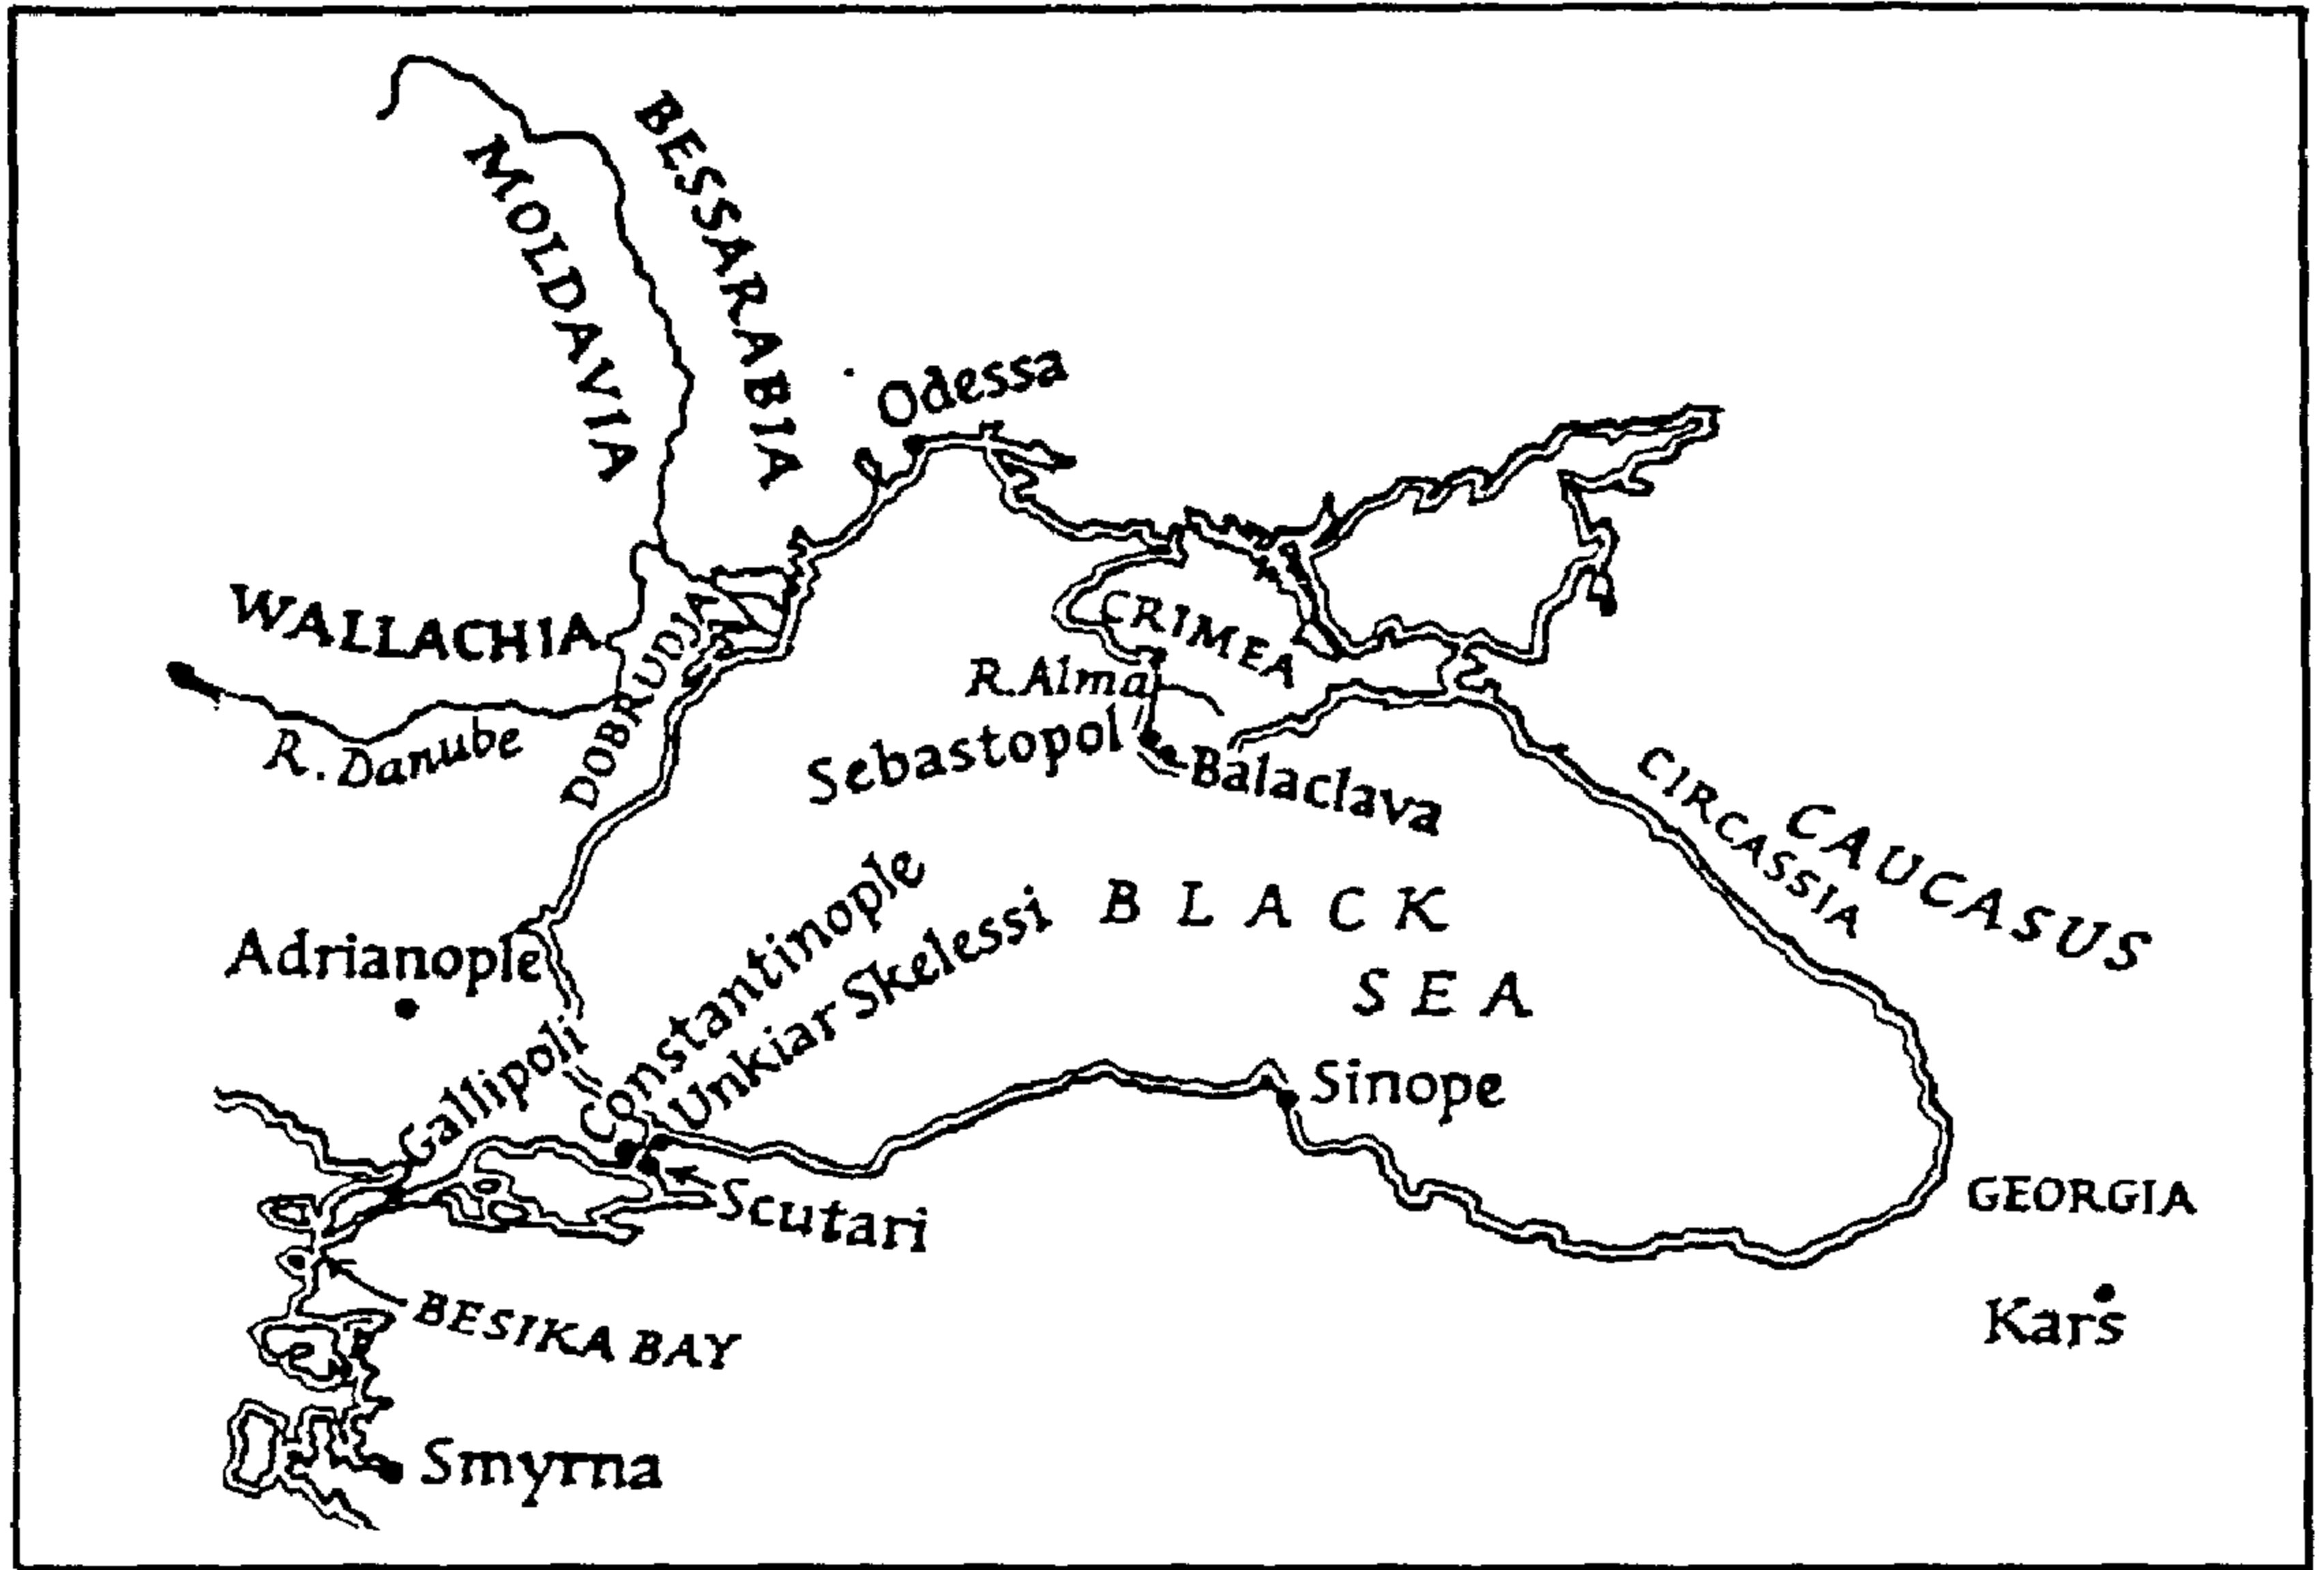 BESSARABIA
MOLDAVIA
Odessa
WALLACHIA
CRIMEA
DOBRUDJA
R.Alma
R. Danube
Sebastopol
Balaclava
CIRCASSIA
CAUCASUS
Constantinople
Unkiar Skelessi
BLACK
SEA
Adrianople
Gallipoli
Sinope
Scutari
GEORGIA
BESIKA BAY
Kars
Smyrna